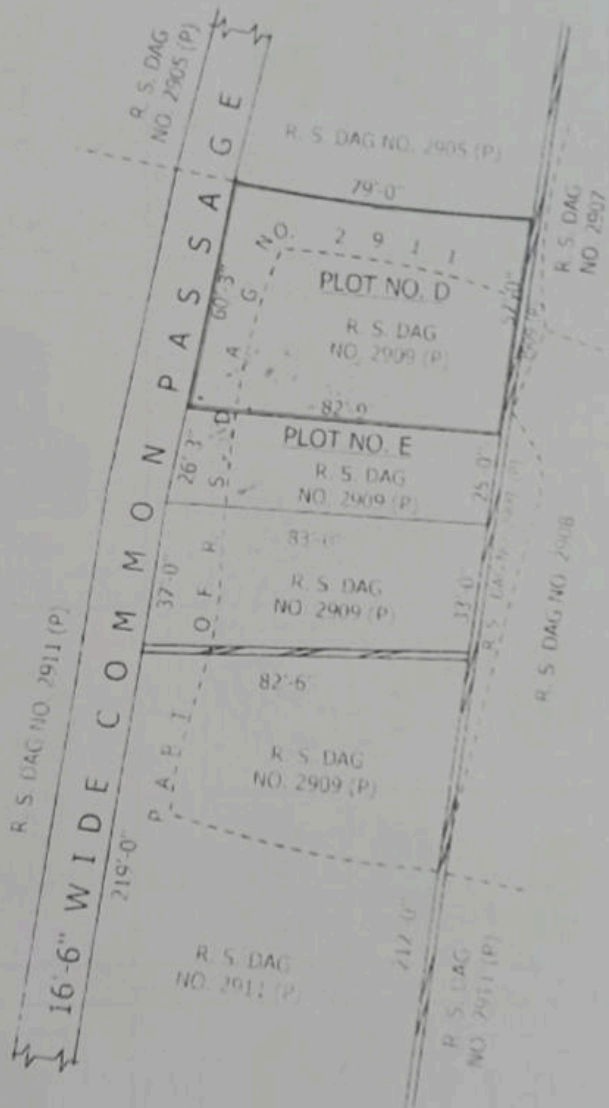 R. S. DAG
NO. 2905 (P)
R. S. DAG NO. 2905 (P)
79'-0"
R. S. DAG
NO. 2907
NO. 2911
PLOT NO. D
R. S. DAG
NO. 2909 (P)
60'-3"
82'-9"
PLOT NO. E
R. S. DAG
NO. 2909 (P)
26'-3"
25'-0"
83'-0"
37'-0"
R. S. DAG
NO. 2909 (P)
33'-0"
R. S. DAG NO. 2908
82'-6"
R. S. DAG
NO. 2909 (P)
PART OF R S DAG
R. S. DAG NO. 2911 (P)
16'-6" WIDE COMMON PASSAGE
219'-0"
212'-0"
R. S. DAG
NO. 2911 (P)
R. S. DAG
NO. 2911 (P)